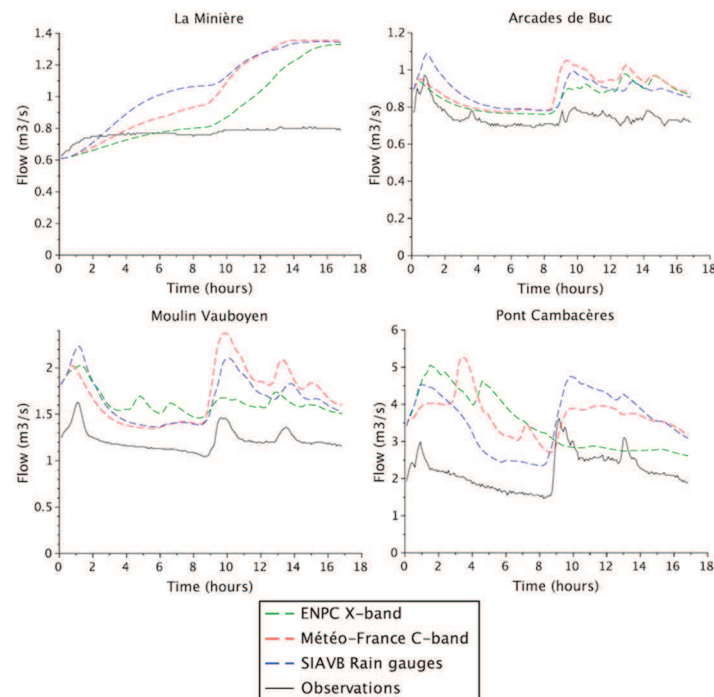 La Minière
Flow (m3/s)
1.4
1.2
1
0.8
0.6
0.4
0.2
0
0 2 4 6 8 10 12 14 16 18
Time (hours)
Arcades de Buc
Flow (m3/s)
1.2
1
0.8
0.6
0.4
0.2
0
0 2 4 6 8 10 12 14 16 18
Time (hours)
Moulin Vauboyen
Flow (m3/s)
2
1.5
1
0.5
0
0 2 4 6 8 10 12 14 16 18
Time (hours)
Pont Cambacères
Flow (m3/s)
6
5
4
3
2
1
0
0 2 4 6 8 10 12 14 16 18
Time (hours)
ENPC X-band
Météo-France C-band
SIAVB Rain gauges
Observations